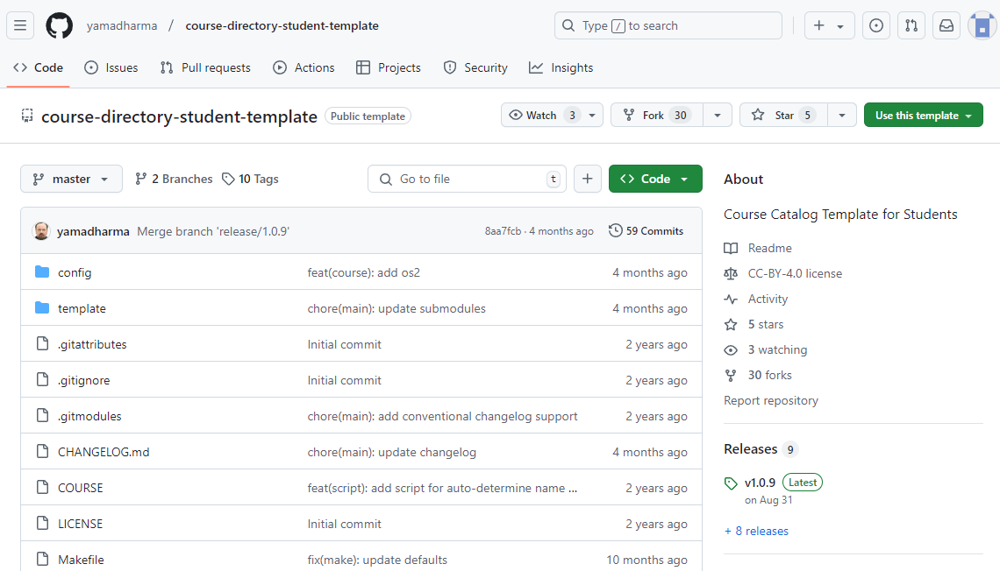 yamadharma / course-directory-student-template
Type / to search
Code Issues Pull requests Actions Projects Security Insights
course-directory-student-template Public template
Watch 3 Fork 30 Star 5 Use this template
master 2 Branches 10 Tags Go to file t + Code
yamadharma Merge branch 'release/1.0.9' 8aa7fcb · 4 months ago 59 Commits
config feat(course): add os2 4 months ago
template chore(main): update submodules 4 months ago
.gitattributes Initial commit 2 years ago
.gitignore Initial commit 2 years ago
.gitmodules chore(main): add conventional changelog support 2 years ago
CHANGELOG.md chore(main): update changelog 4 months ago
COURSE feat(script): add script for auto-determine name ... 2 years ago
LICENSE Initial commit 2 years ago
Makefile fix(make): update defaults 10 months ago
About
Course Catalog Template for Students
Readme
CC-BY-4.0 license
Activity
5 stars
3 watching
30 forks
Report repository
Releases 9
v1.0.9 Latest
on Aug 31
+ 8 releases